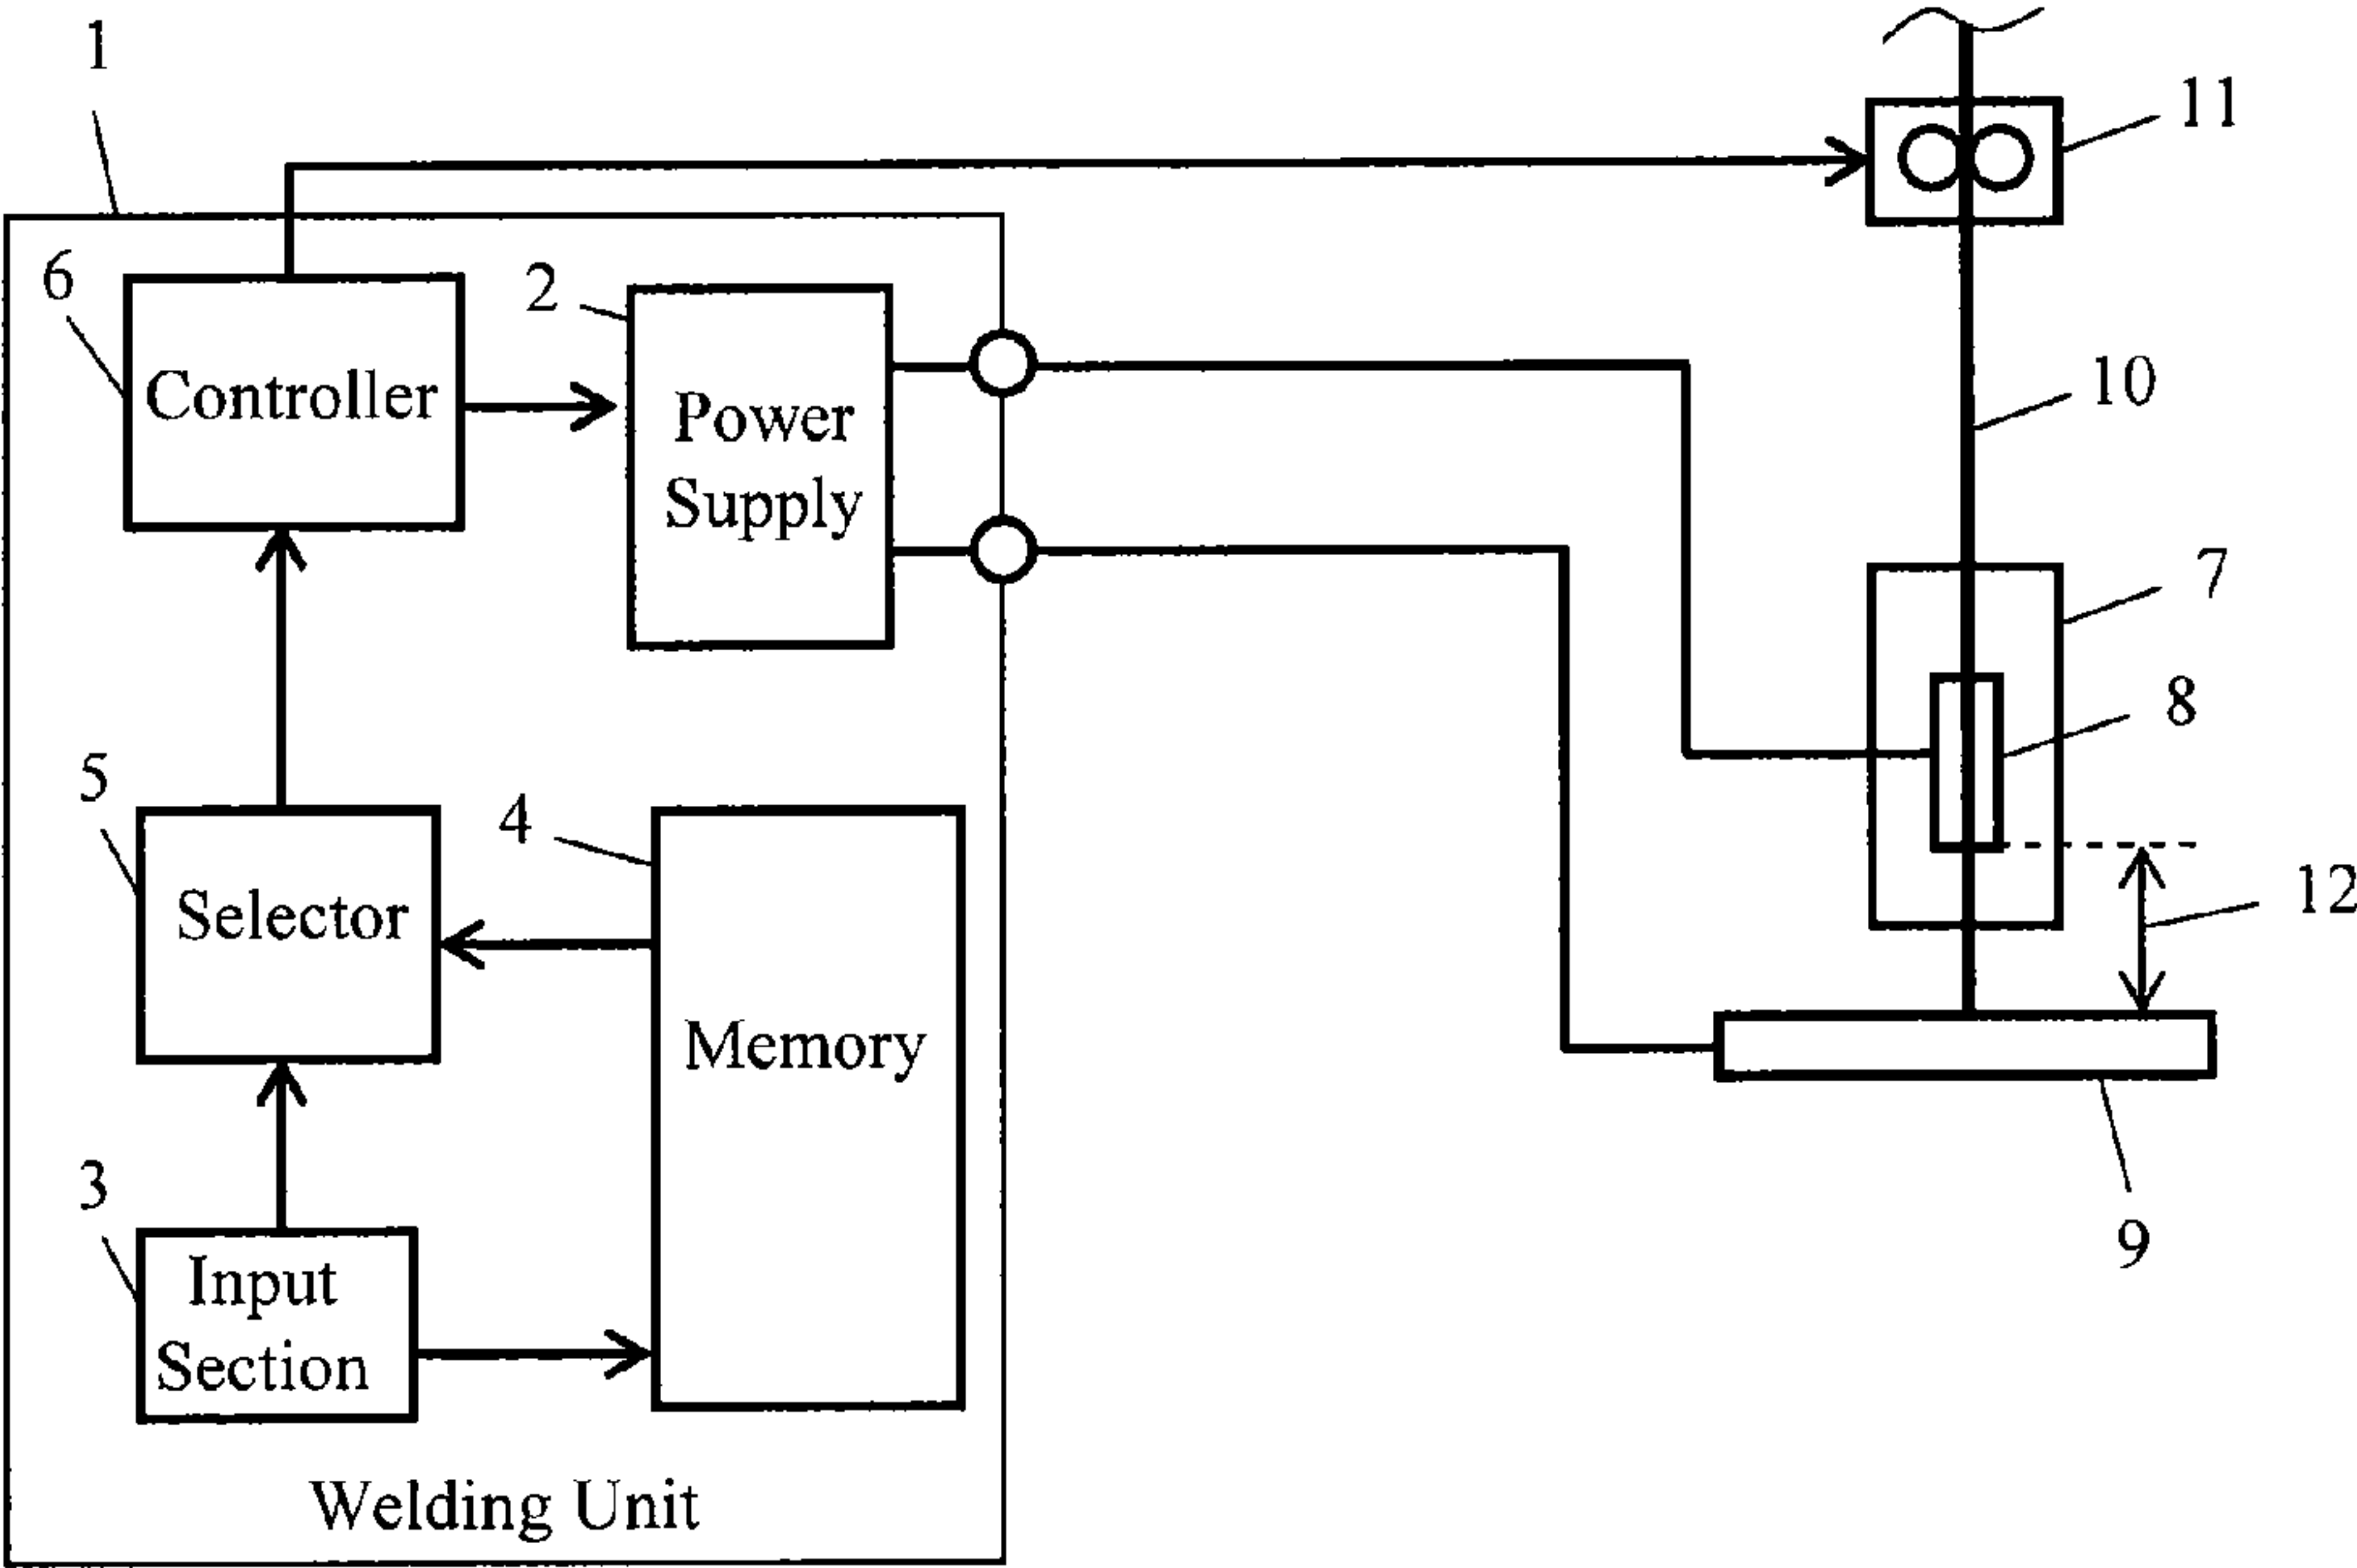 1
11
6
2
Controller
Power
Supply
10
7
8
5
4
Selector
12
Memory
3
9
Input
Section
Welding Unit